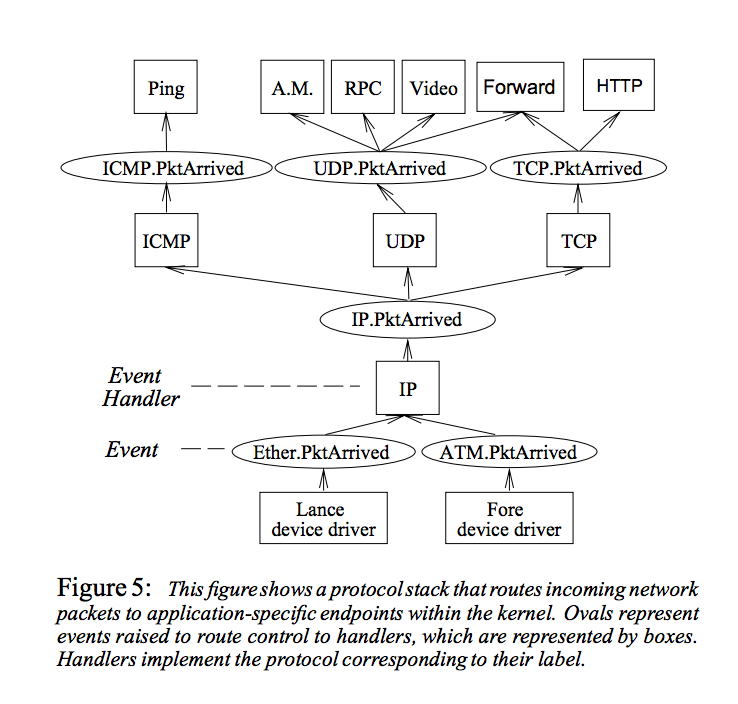 Ping
A.M.
RPC
Video
Forward
HTTP
ICMP.PktArrived
UDP.PktArrived
TCP.PktArrived
ICMP
UDP
TCP
IP.PktArrived
Event
Handler
IP
Event
Ether.PktArrived
ATM.PktArrived
Lance
device driver
Fore
device driver
Figure 5: This figure shows a protocol stack that routes incoming network
packets to application-specific endpoints within the kernel. Ovals represent
events raised to route control to handlers, which are represented by boxes.
Handlers implement the protocol corresponding to their label.